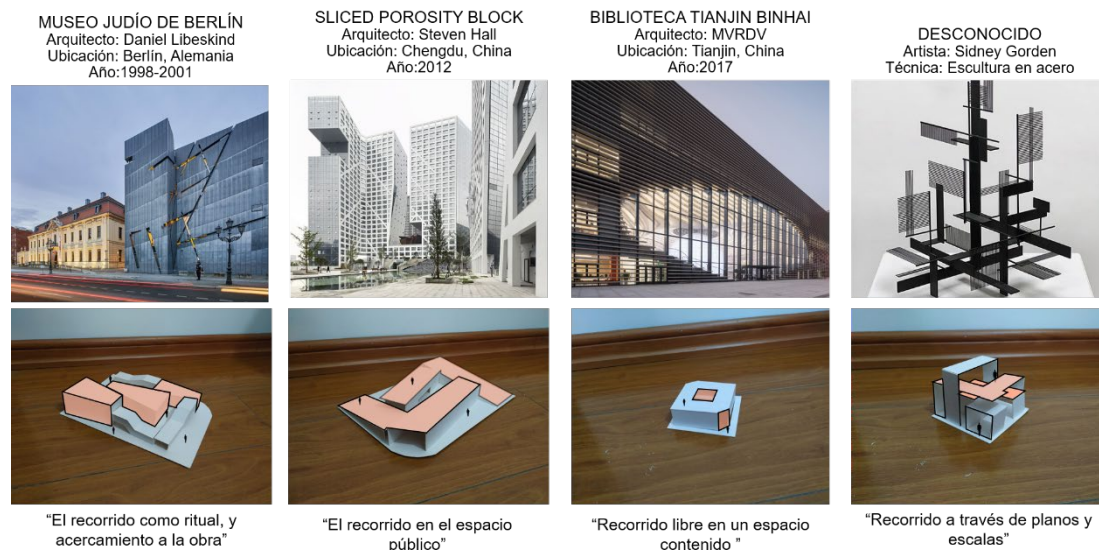 MUSEO JUDÍO DE BERLÍN
Arquitecto: Daniel Libeskind
Ubicación: Berlín, Alemania
Año:1998-2001
SLICED POROSITY BLOCK
Arquitecto: Steven Hall
Ubicación: Chengdu, China
Año:2012
BIBLIOTECA TIANJIN BINHAI
Arquitecto: MVRDV
Ubicación: Tianjin, China
Año:2017
DESCONOCIDO
Artista: Sidney Gorden
Técnica: Escultura en acero
“El recorrido como ritual, y
acercamiento a la obra”
“El recorrido en el espacio
público”
“Recorrido libre en un espacio
contenido ”
“Recorrido a través de planos y
escalas”